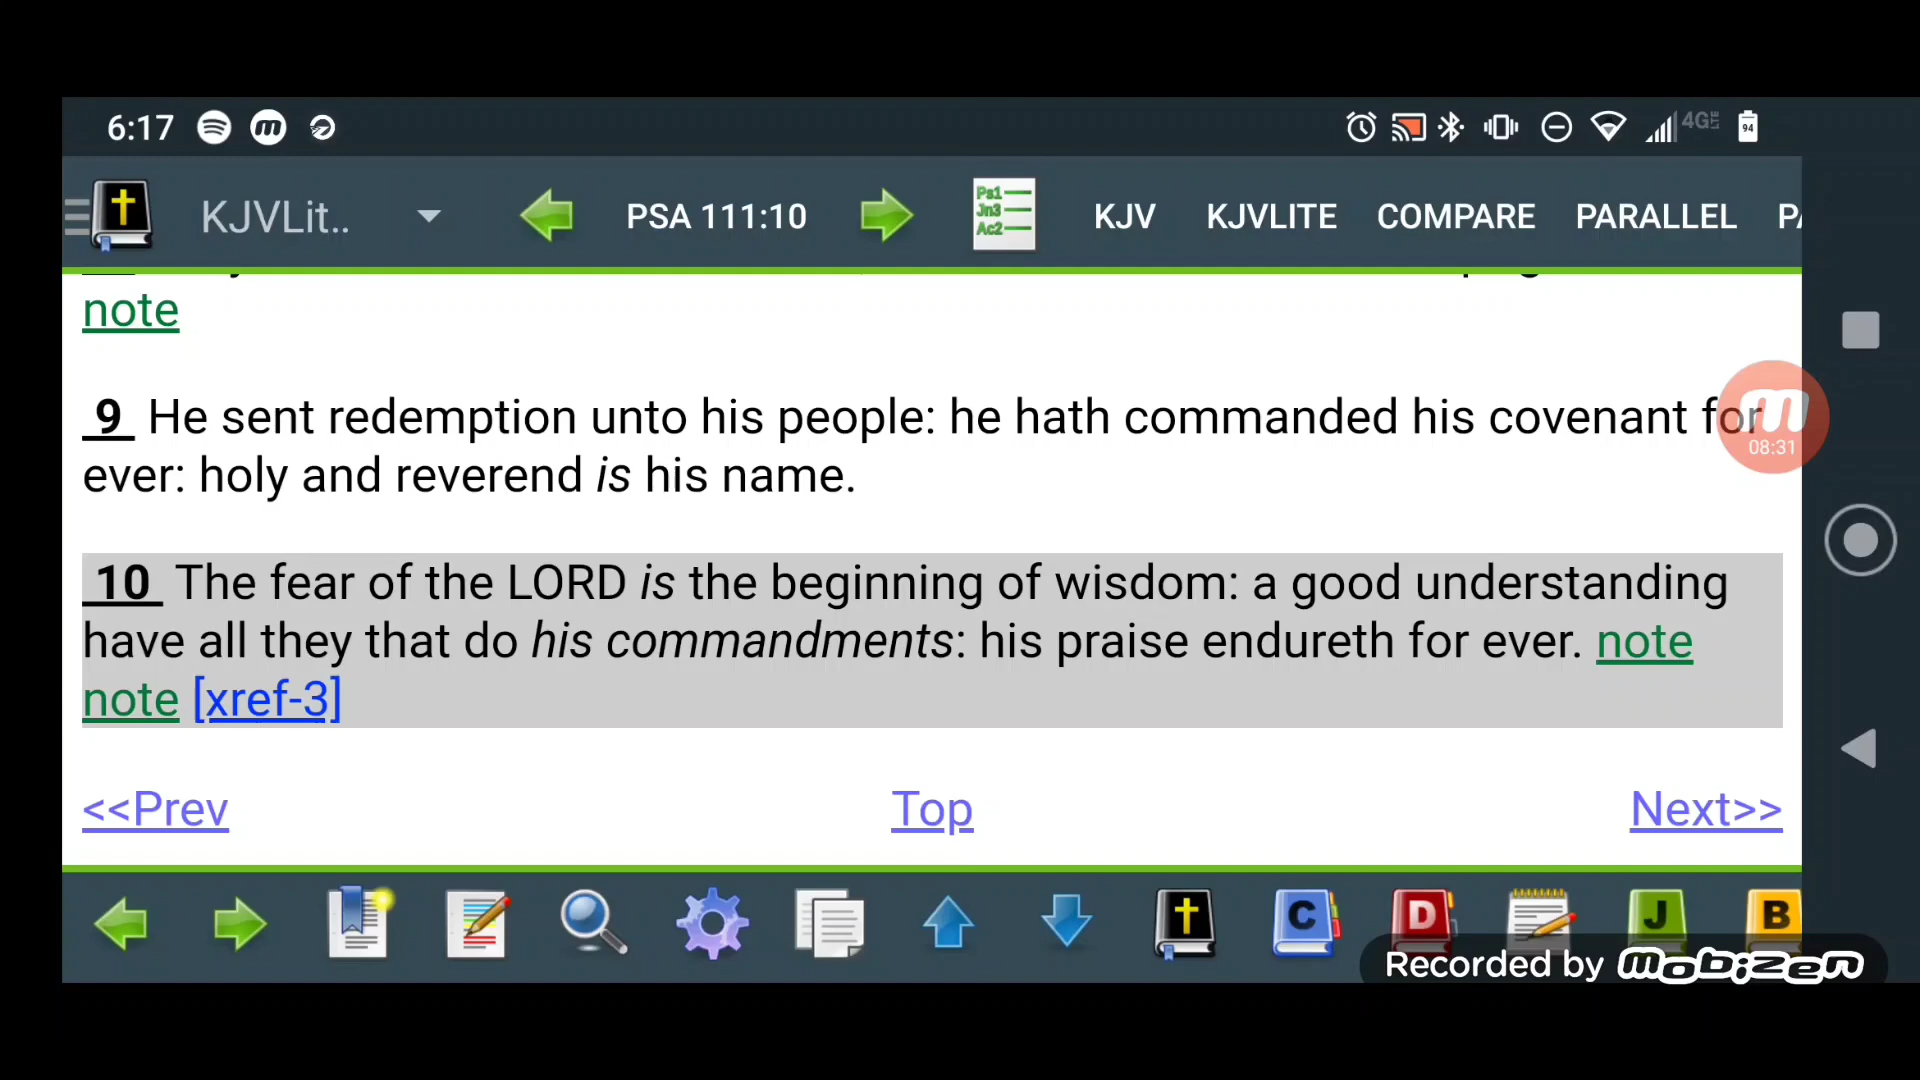 6:17 4G LTE 94
KJVLit.. PSA 111:10 Ps1 Jn3 Ac2 KJV KJVLITE COMPARE PARALLEL
note
9 He sent redemption unto his people: he hath commanded his covenant for
ever: holy and reverend is his name.
08:31
10 The fear of the LORD is the beginning of wisdom: a good understanding
have all they that do his commandments: his praise endureth for ever. note
note [xref-3]
<<Prev Top Next>>
C D J B
Recorded by mobizen